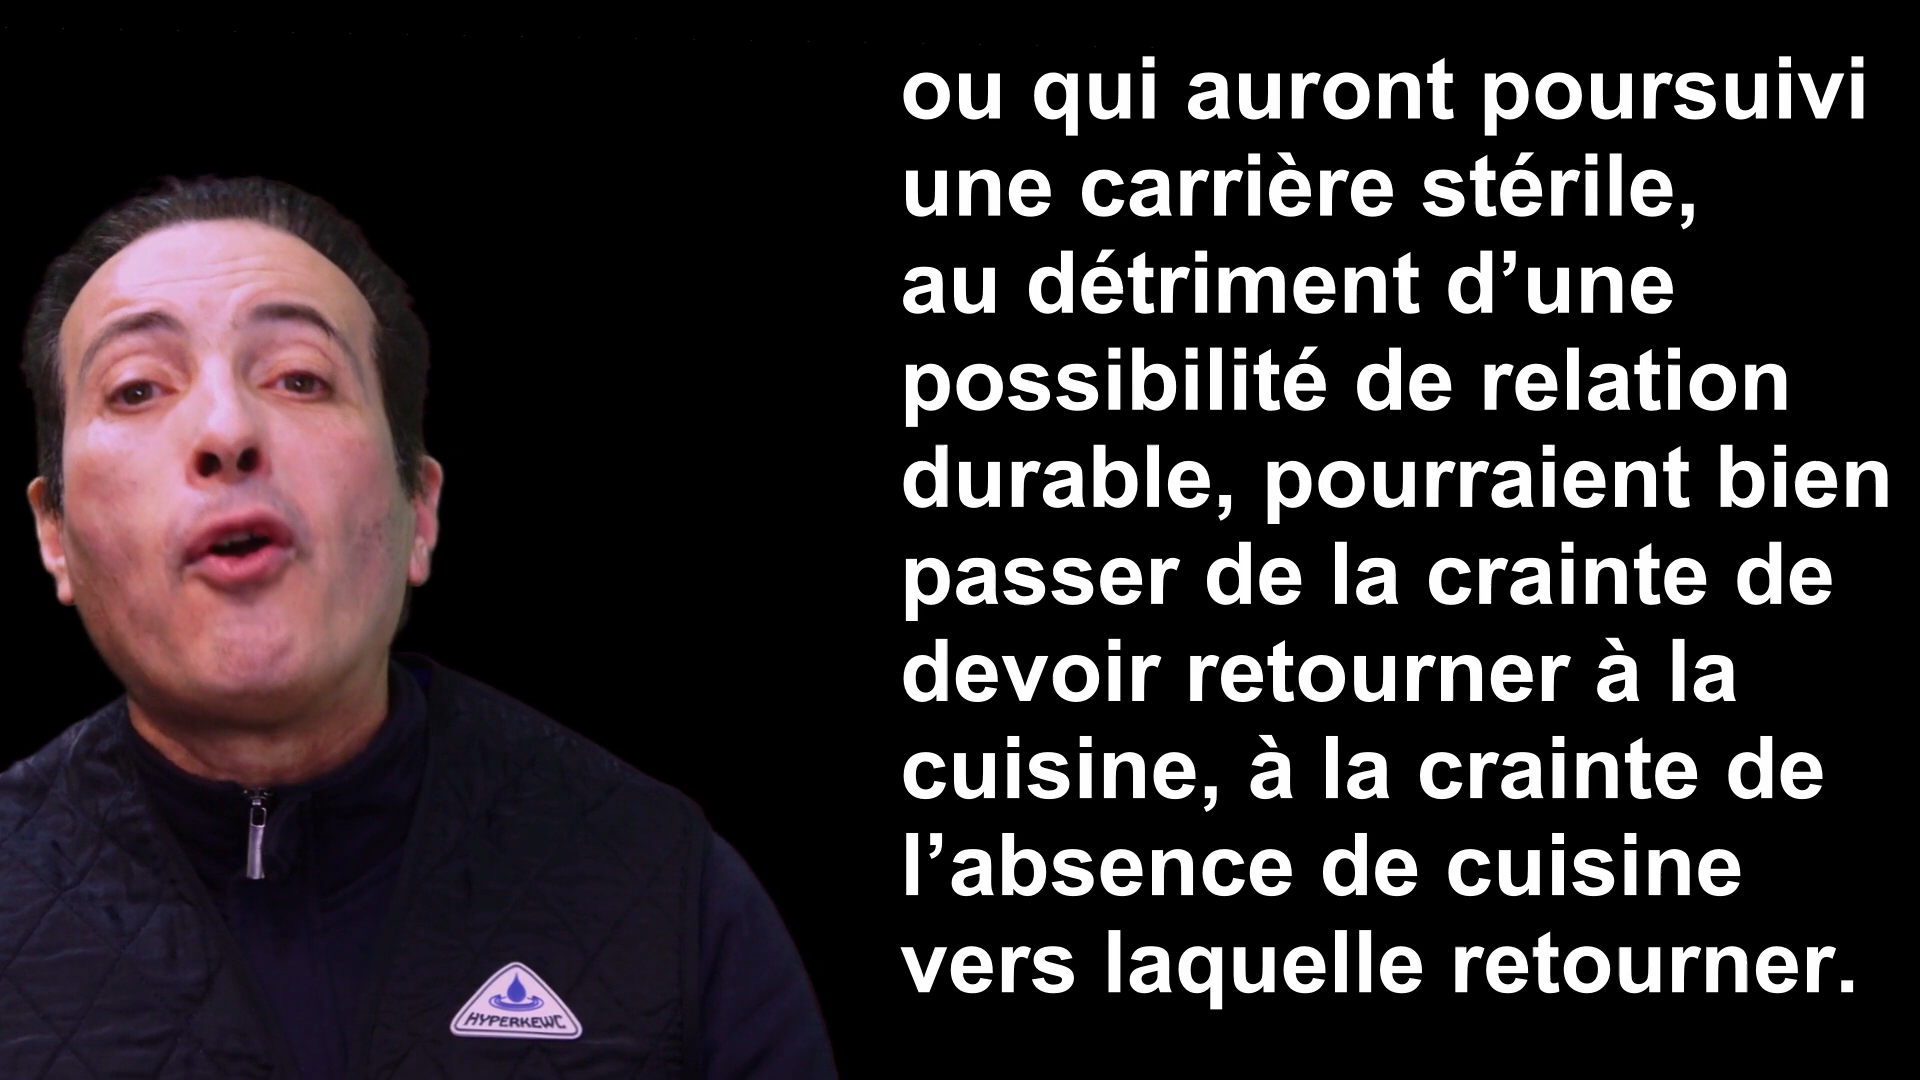 ou qui auront poursuivi
une carrière stérile,
au détriment d’une
possibilité de relation
durable, pourraient bien
passer de la crainte de
devoir retourner à la
cuisine, à la crainte de
l’absence de cuisine
vers laquelle retourner.
HYPERKEWL